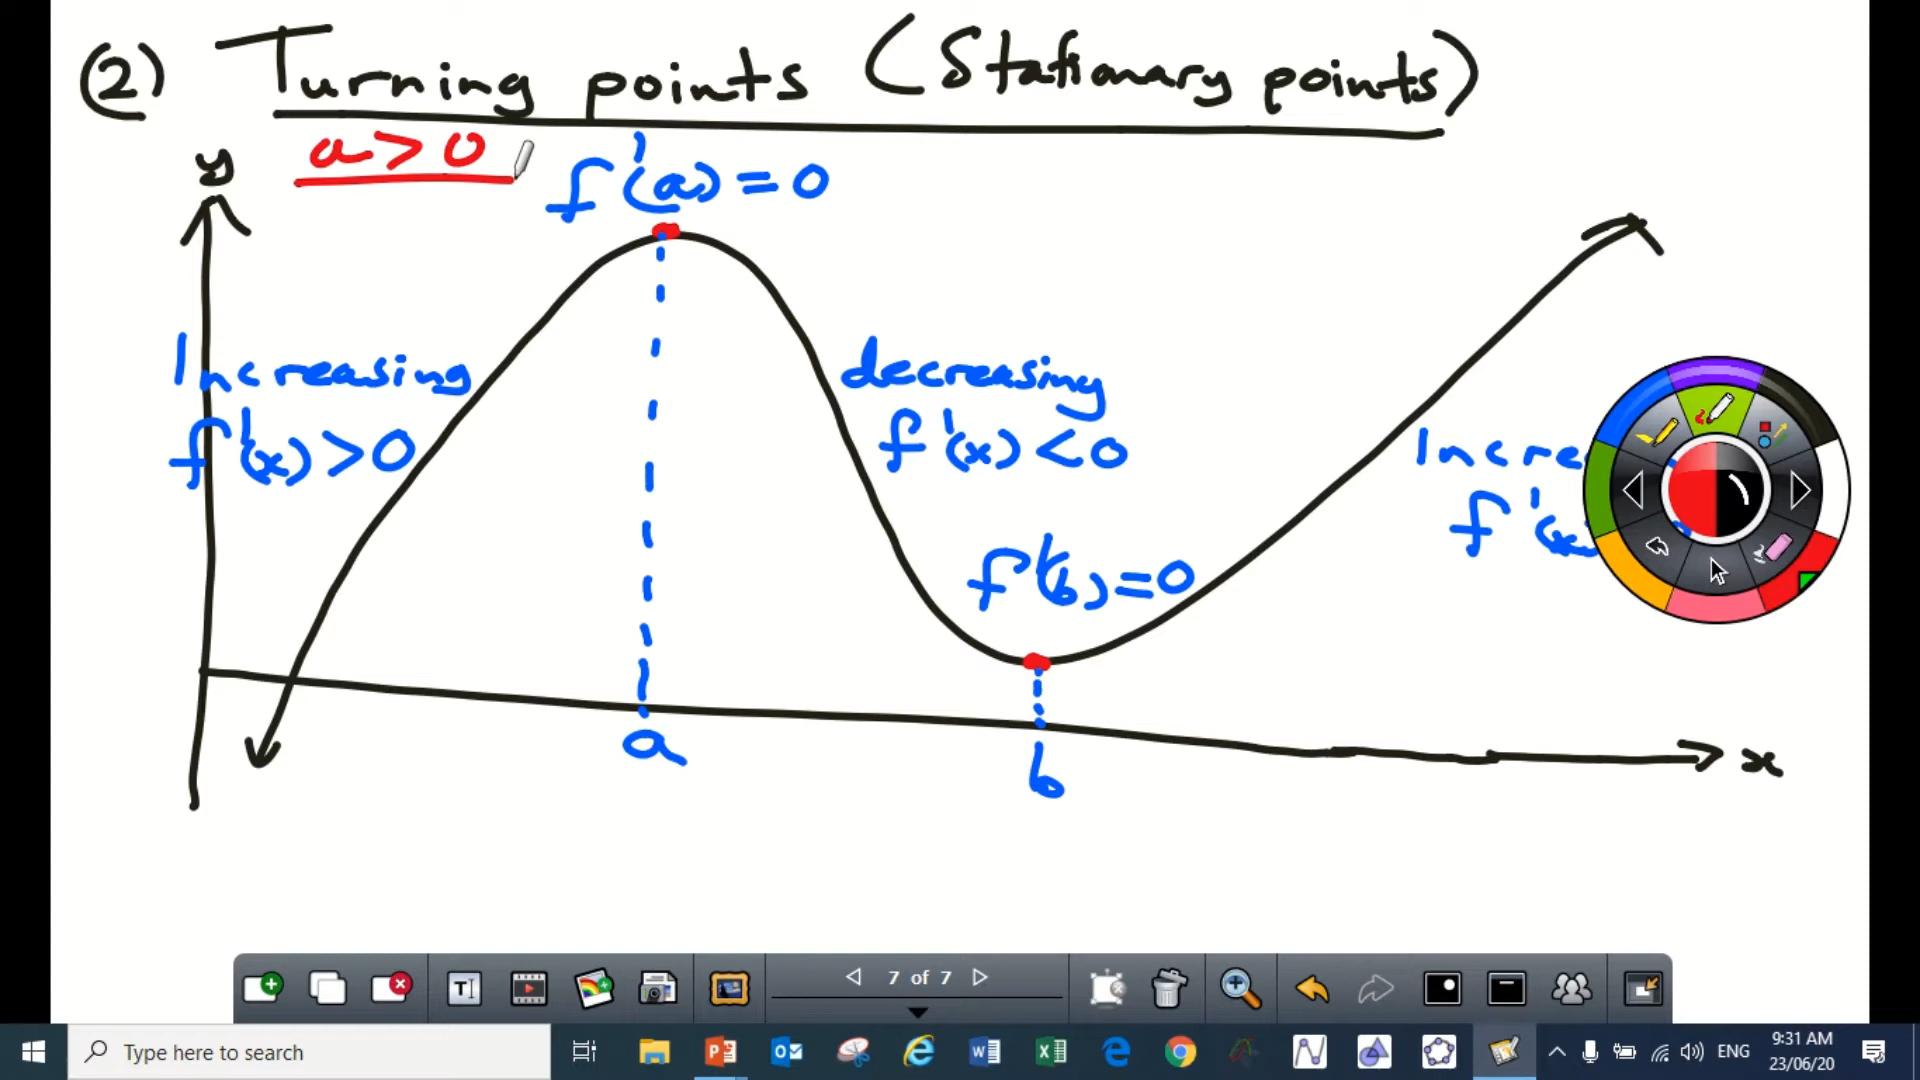 (2) Turning points (Stationary points)
a > 0
y
f'(a) = 0
Increasing
f'(x) > 0
decreasing
f'(x) < 0
Incre
f'(x
f'(b) = 0
a
b
x
7 of 7
Type here to search
ENG
9:31 AM
23/06/20